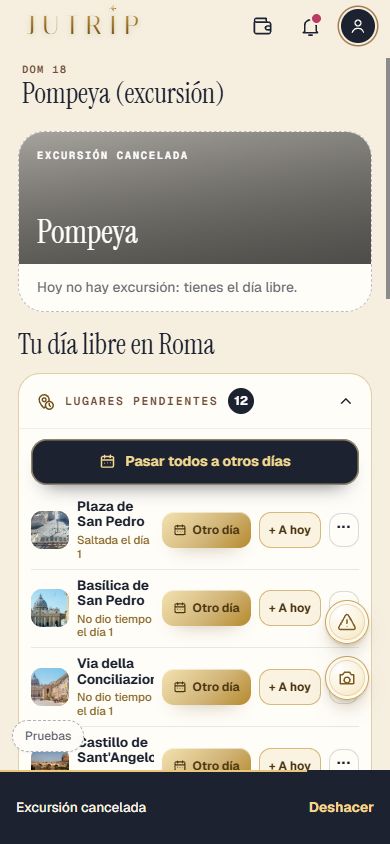 JUTRIP
DOM 18
Pompeya (excursión)
EXCURSIÓN CANCELADA
Pompeya
Hoy no hay excursión: tienes el día libre.
Tu día libre en Roma
LUGARES PENDIENTES 12
Pasar todos a otros días
Plaza de
San Pedro
Saltada el día
1
Otro día
+ A hoy
Basílica de
San Pedro
No dio tiempo
el día 1
Otro día
+ A hoy
Via della
Conciliazion
No dio tiempo
el día 1
Otro día
+ A hoy
Pruebas
Castillo de
Sant'Angelo
Otro día
+ A hoy
Excursión cancelada
Deshacer